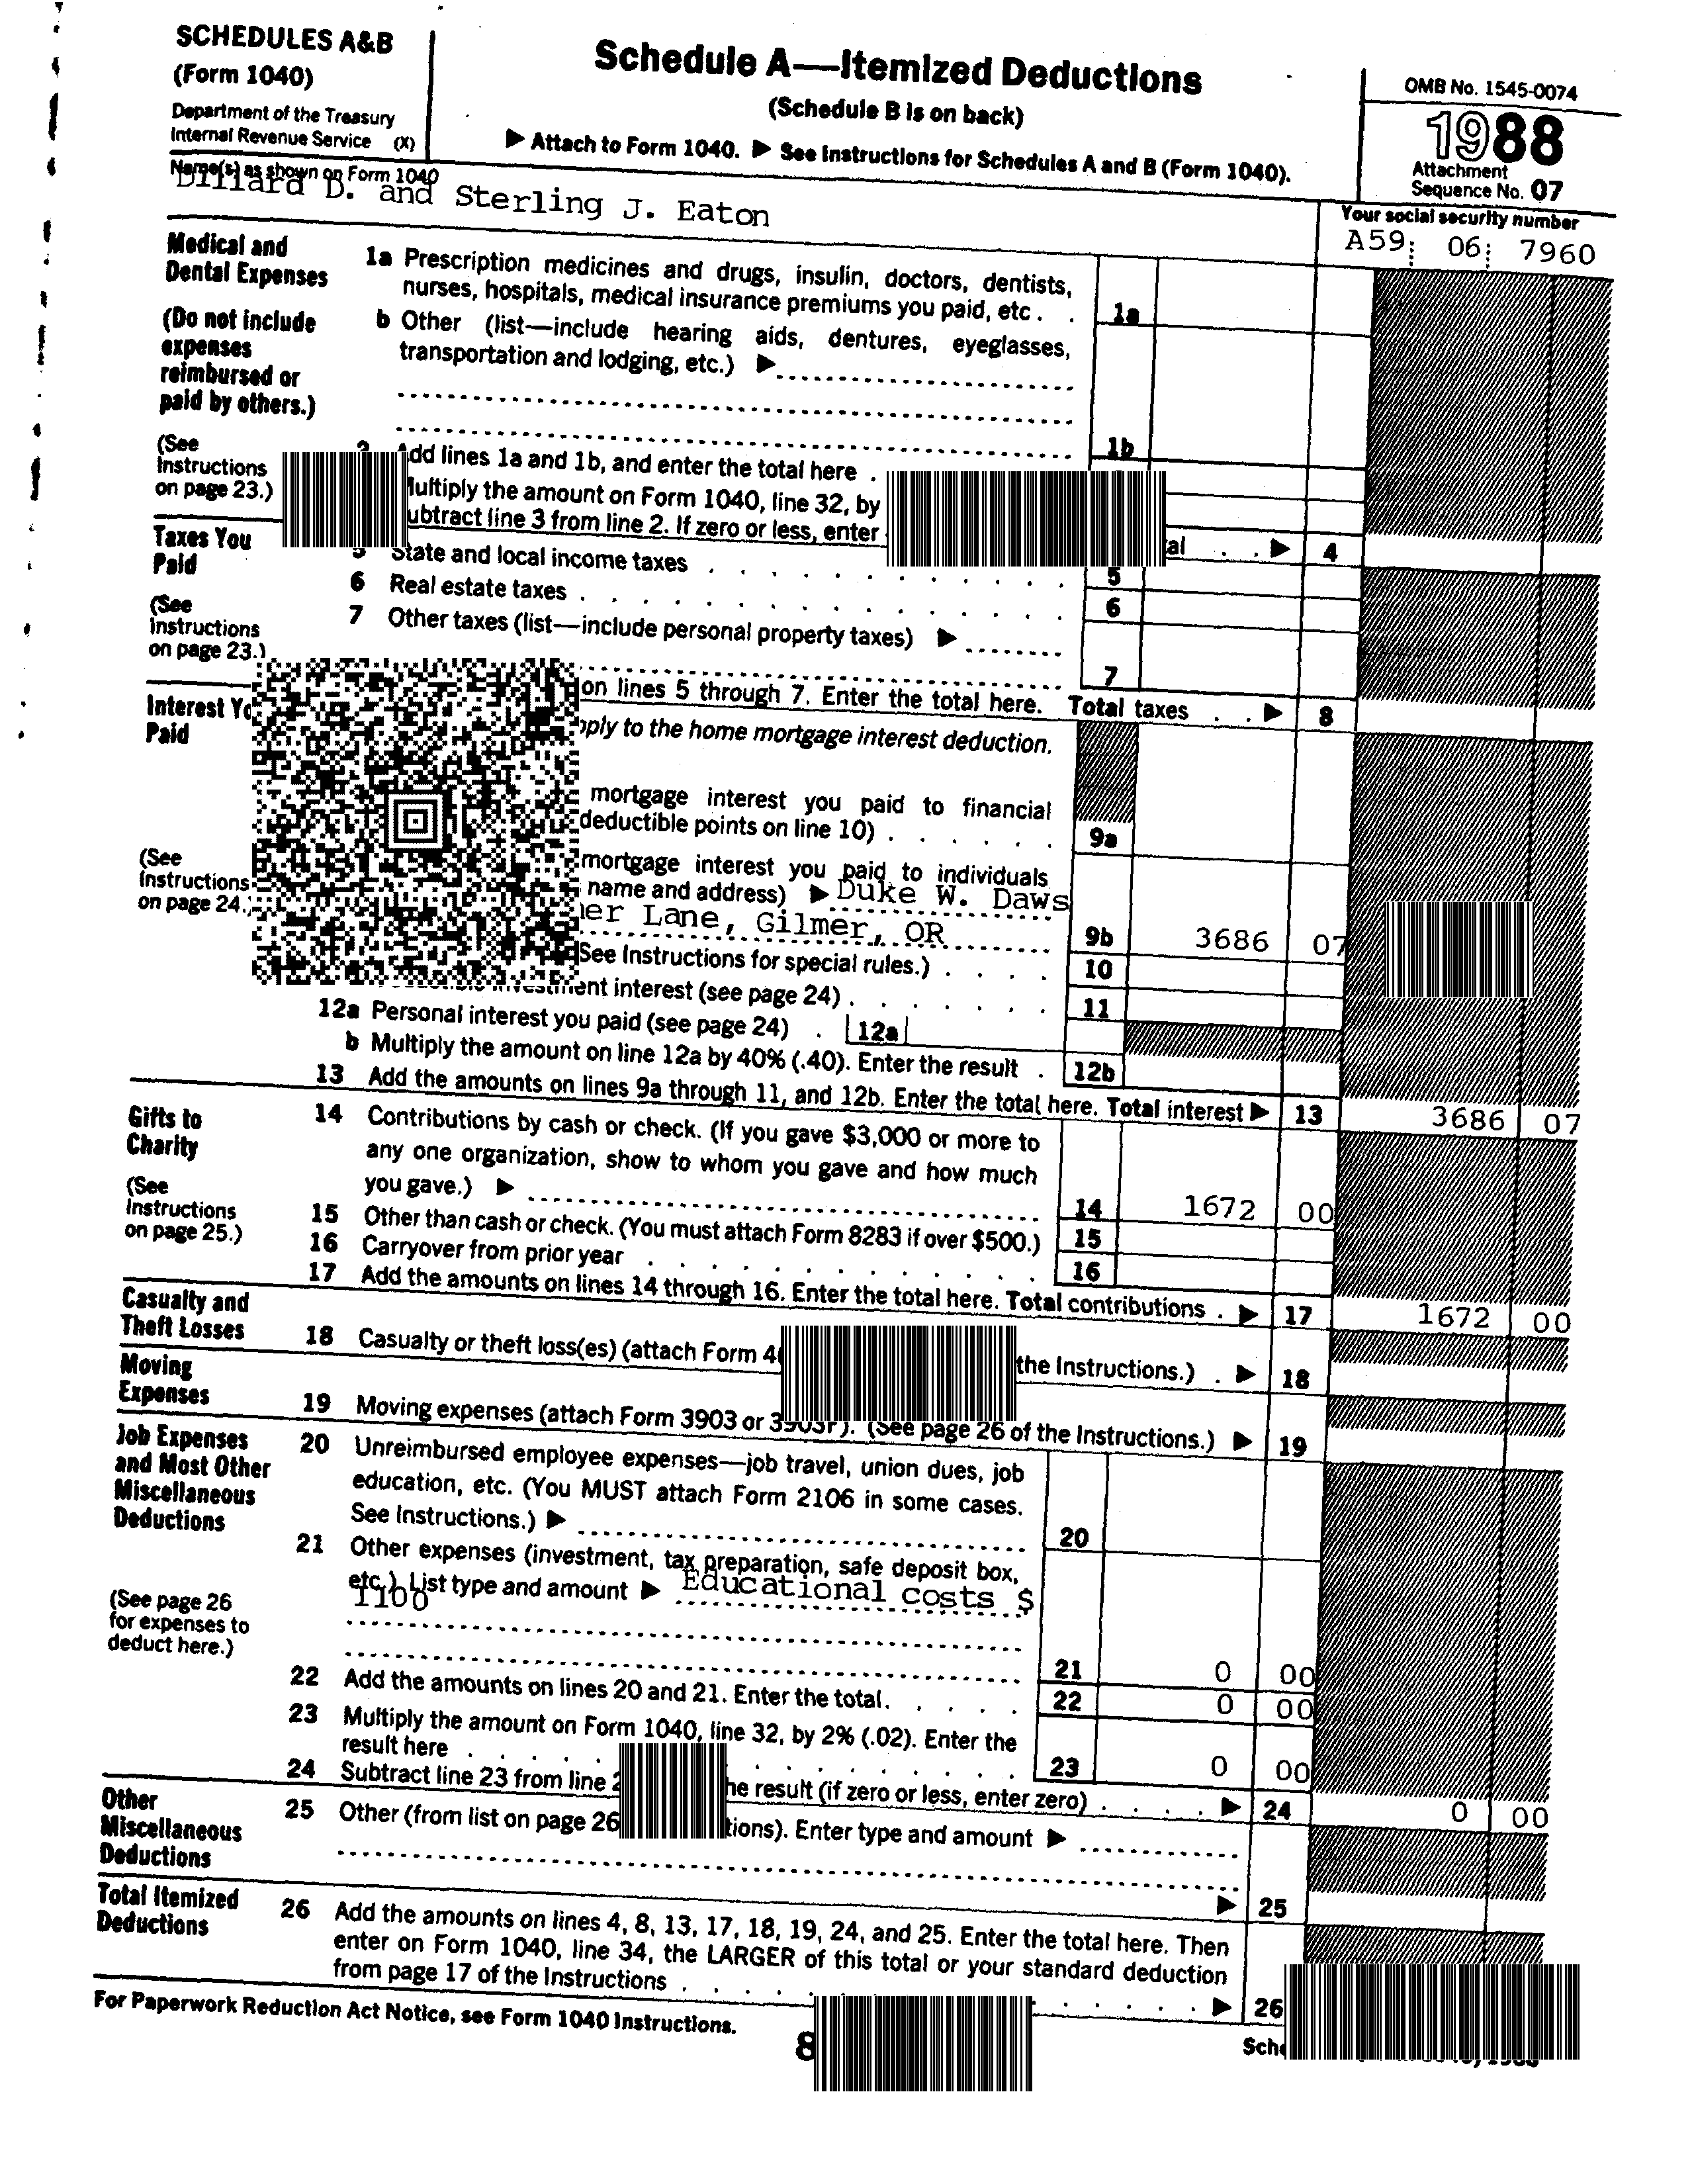 SCHEDULES A&B
(Form 1040)
Department of the Treasury
Internal Revenue Service (X)
Schedule A—Itemized Deductions
(Schedule B is on back)
▶ Attach to Form 1040. ▶ See Instructions for Schedules A and B (Form 1040).
OMB No. 1545-0074
1988
Attachment
Sequence No. 07
Name(s) as shown on Form 1040
Dillard D. and Sterling J. Eaton
Your social security number
A59 06 7960
Medical and
Dental Expenses
(Do not include
expenses
reimbursed or
paid by others.)
(See
Instructions
on page 23.)
1a Prescription medicines and drugs, insulin, doctors, dentists,
nurses, hospitals, medical insurance premiums you paid, etc . . 1a
b Other (list—include hearing aids, dentures, eyeglasses,
transportation and lodging, etc.) ▶
1b
dd lines 1a and 1b, and enter the total here .
ultiply the amount on Form 1040, line 32, by
ubtract line 3 from line 2. If zero or less, enter al . . ▶ 4
Taxes You
Paid
(See
Instructions
on page 23.)
5 State and local income taxes . . . . . . . . . . . . 5
6 Real estate taxes . . . . . . . . . . . . . . . 6
7 Other taxes (list—include personal property taxes) ▶
7
on lines 5 through 7. Enter the total here. Total taxes . . ▶ 8
Interest Yo
Paid
(See
Instructions
on page 24.)
pply to the home mortgage interest deduction.
mortgage interest you paid to financial
deductible points on line 10) . . . . . . 9a
mortgage interest you paid to individuals
name and address) ▶ Duke W. Daws
er Lane, Gilmer, OR 9b 3686 07
See Instructions for special rules.) . . . . 10
investment interest (see page 24) . . . . . . . 11
12a Personal interest you paid (see page 24) . 12a
b Multiply the amount on line 12a by 40% (.40). Enter the result . 12b
13 Add the amounts on lines 9a through 11, and 12b. Enter the total here. Total interest ▶ 13 3686 07
Gifts to
Charity
(See
Instructions
on page 25.)
14 Contributions by cash or check. (If you gave $3,000 or more to
any one organization, show to whom you gave and how much
you gave.) ▶ 14 1672 00
15 Other than cash or check. (You must attach Form 8283 if over $500.) 15
16 Carryover from prior year . . . . . . . . . . . . . 16
17 Add the amounts on lines 14 through 16. Enter the total here. Total contributions . ▶ 17 1672 00
Casualty and
Theft Losses
18 Casualty or theft loss(es) (attach Form 4 the Instructions.) . ▶ 18
Moving
Expenses
19 Moving expenses (attach Form 3903 or 3903F). (See page 26 of the Instructions.) ▶ 19
Job Expenses
and Most Other
Miscellaneous
Deductions
(See page 26
for expenses to
deduct here.)
20 Unreimbursed employee expenses—job travel, union dues, job
education, etc. (You MUST attach Form 2106 in some cases.
See Instructions.) ▶ 20
21 Other expenses (investment, tax preparation, safe deposit box,
etc.). List type and amount ▶ Educational costs $
1100
21 0 00
22 Add the amounts on lines 20 and 21. Enter the total. . . . . 22 0 00
23 Multiply the amount on Form 1040, line 32, by 2% (.02). Enter the
result here . . . . . . . . . . . . . 23 0 00
24 Subtract line 23 from line 2 he result (if zero or less, enter zero) . . . . ▶ 24 0 00
Other
Miscellaneous
Deductions
25 Other (from list on page 26 tions). Enter type and amount ▶
▶ 25
Total Itemized
Deductions
26 Add the amounts on lines 4, 8, 13, 17, 18, 19, 24, and 25. Enter the total here. Then
enter on Form 1040, line 34, the LARGER of this total or your standard deduction
from page 17 of the Instructions . . . . . . . . ▶ 26
For Paperwork Reduction Act Notice, see Form 1040 Instructions.
8
Sche